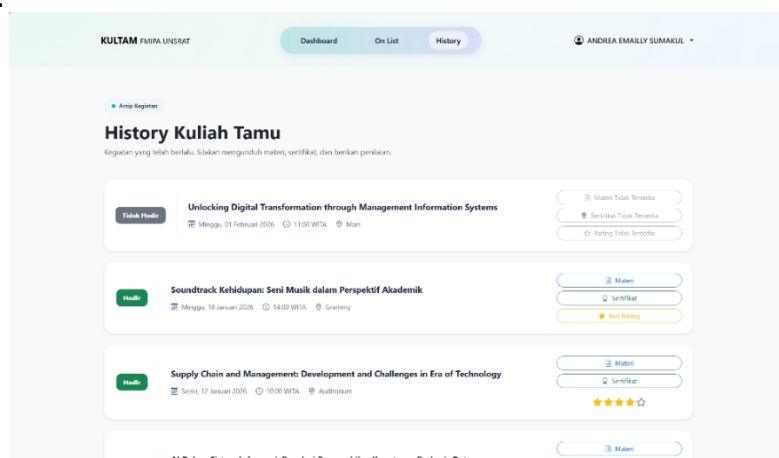 KULTAM FMIPA UNSRAT Dashboard On List History ANDREA EMAILLY SUMAKUL
Arsip Kegiatan
History Kuliah Tamu
Kegiatan yang telah berlalu. Silakan mengunduh materi, sertifikat, dan berikan penilaian.
Tidak Hadir
Unlocking Digital Transformation through Management Information Systems
Minggu, 01 Februari 2026 11:00 WITA Mars
Materi Tidak Tersedia
Sertifikat Tidak Tersedia
Rating Tidak Tersedia
Hadir
Soundtrack Kehidupan: Seni Musik dalam Perspektif Akademik
Minggu, 18 Januari 2026 14:00 WITA Grammy
Materi
Sertifikat
Beri Rating
Hadir
Supply Chain and Management: Development and Challenges in Era of Technology
Senin, 12 Januari 2026 10:00 WITA Auditorium
Materi
Sertifikat
Materi